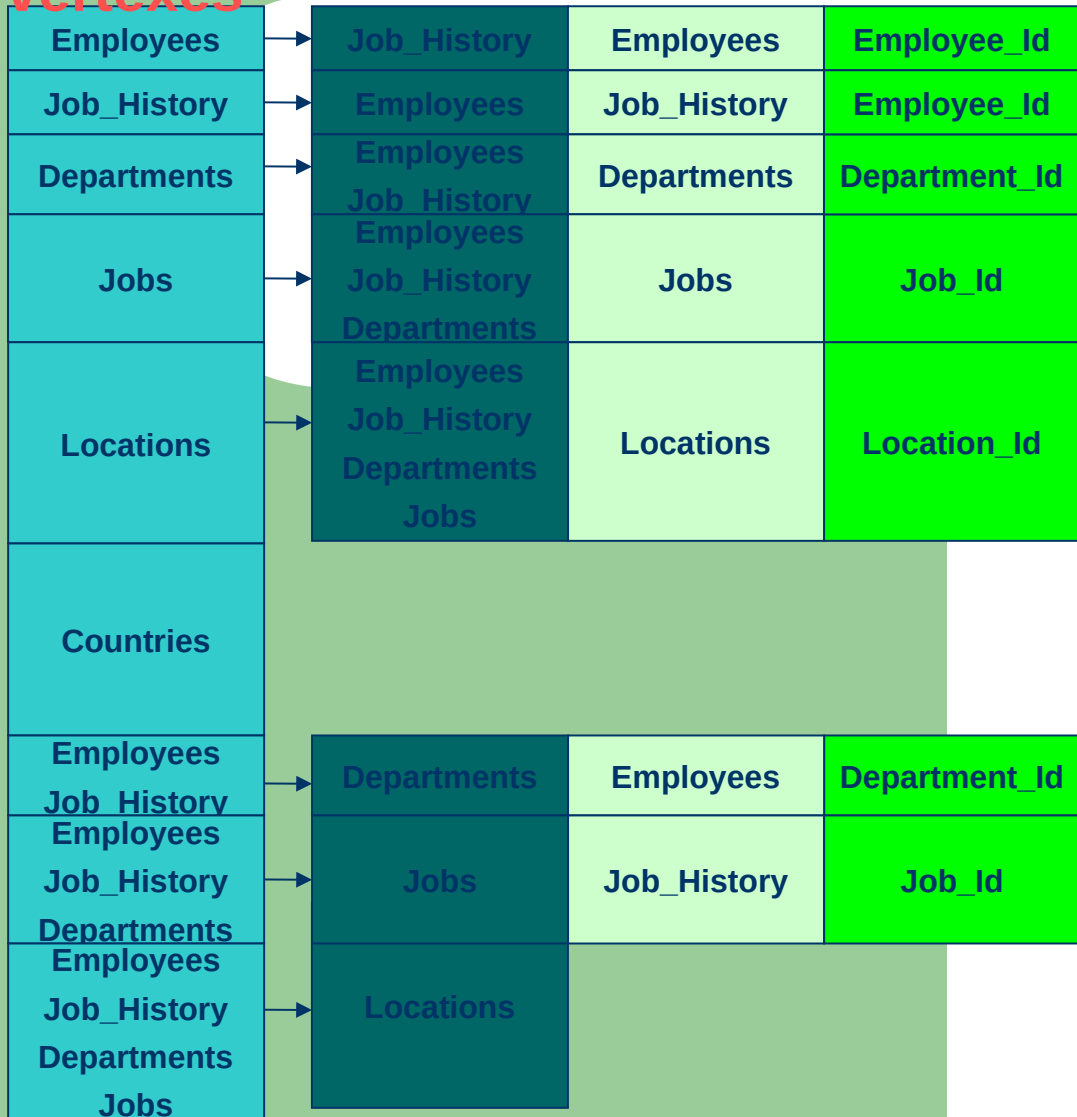 Vertexes
Employees
Job_History
Employees
Employee_Id
Job_History
Employees
Job_History
Employee_Id
Departments
Employees
Job_History
Departments
Department_Id
Jobs
Employees
Job_History
Departments
Jobs
Job_Id
Locations
Employees
Job_History
Departments
Jobs
Locations
Location_Id
Countries
Employees
Job_History
Departments
Employees
Department_Id
Employees
Job_History
Departments
Jobs
Job_History
Job_Id
Employees
Job_History
Departments
Jobs
Locations